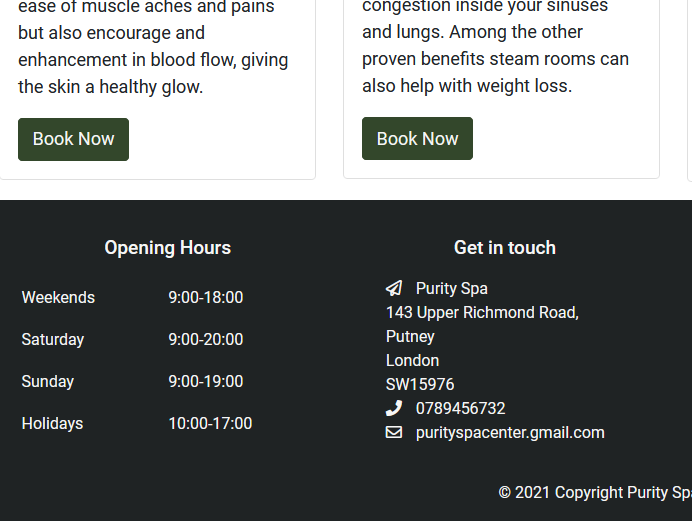 ease of muscle aches and pains
but also encourage and
enhancement in blood flow, giving
the skin a healthy glow.
Book Now
congestion inside your sinuses
and lungs. Among the other
proven benefits steam rooms can
also help with weight loss.
Book Now
Opening Hours
Weekends 9:00-18:00
Saturday 9:00-20:00
Sunday 9:00-19:00
Holidays 10:00-17:00
Get in touch
Purity Spa
143 Upper Richmond Road,
Putney
London
SW15976
0789456732
purityspacenter.gmail.com
© 2021 Copyright Purity Spa